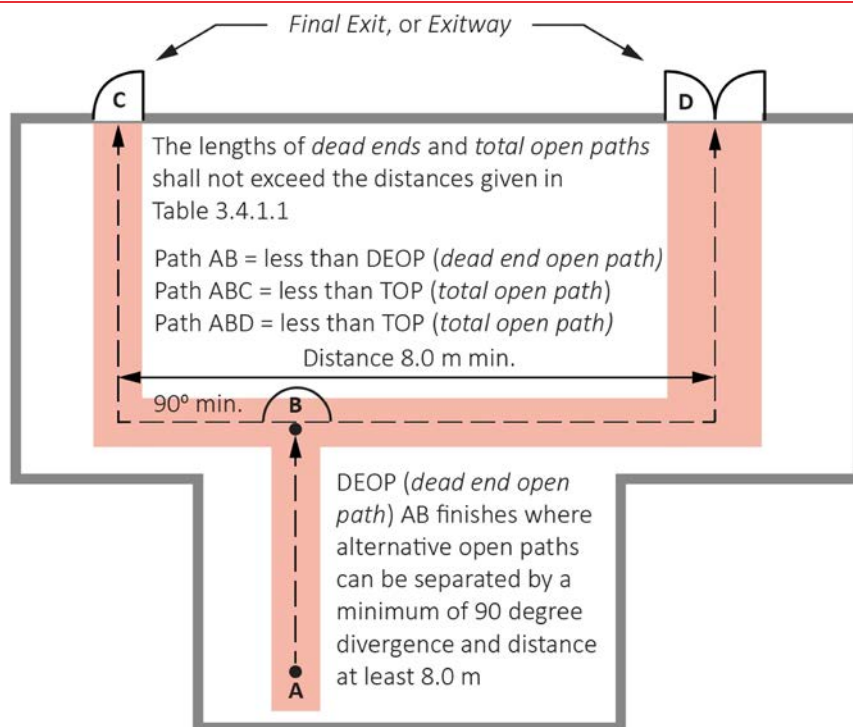 Final Exit, or Exitway
C
D
The lengths of dead ends and total open paths
shall not exceed the distances given in
Table 3.4.1.1
Path AB = less than DEOP (dead end open path)
Path ABC = less than TOP (total open path)
Path ABD = less than TOP (total open path)
Distance 8.0 m min.
90º min.
B
DEOP (dead end open
path) AB finishes where
alternative open paths
can be separated by a
minimum of 90 degree
divergence and distance
at least 8.0 m
A